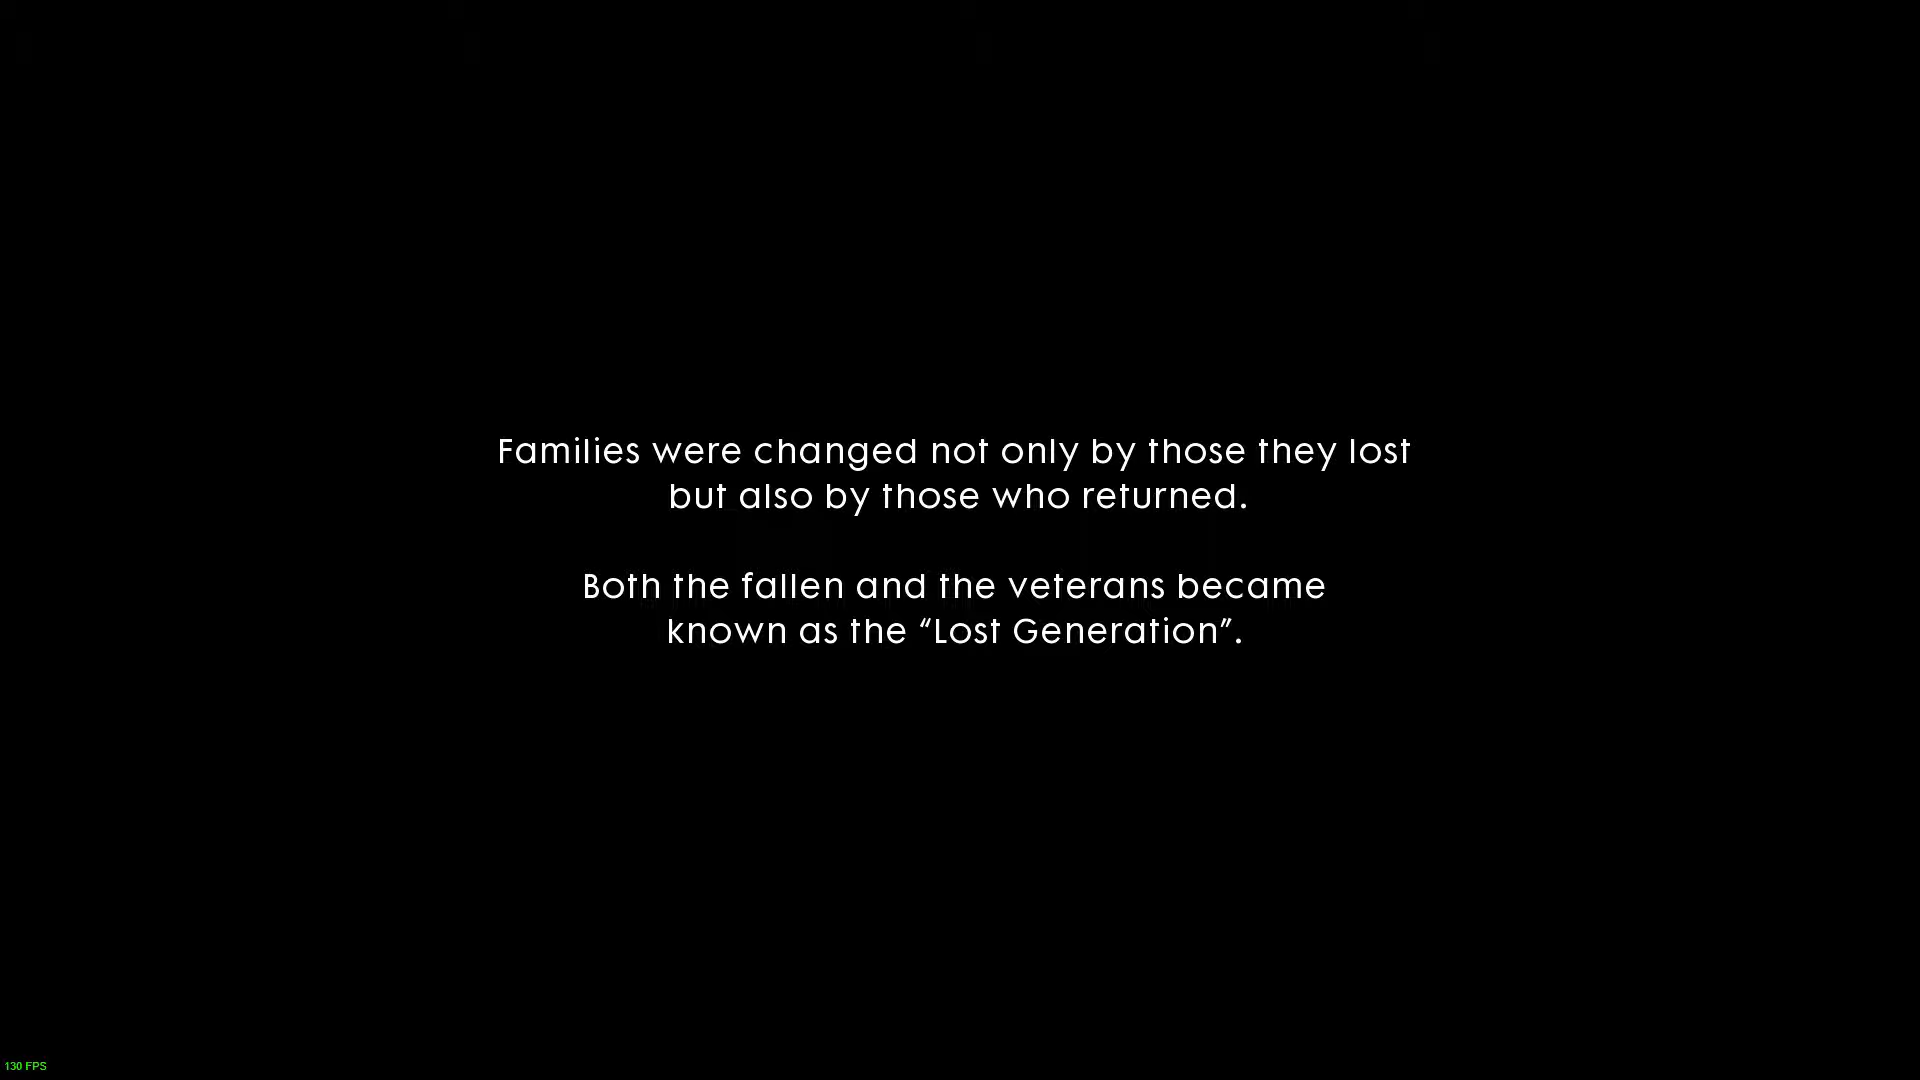 Families were changed not only by those they lost
but also by those who returned.
Both the fallen and the veterans became
known as the “Lost Generation”.
130 FPS